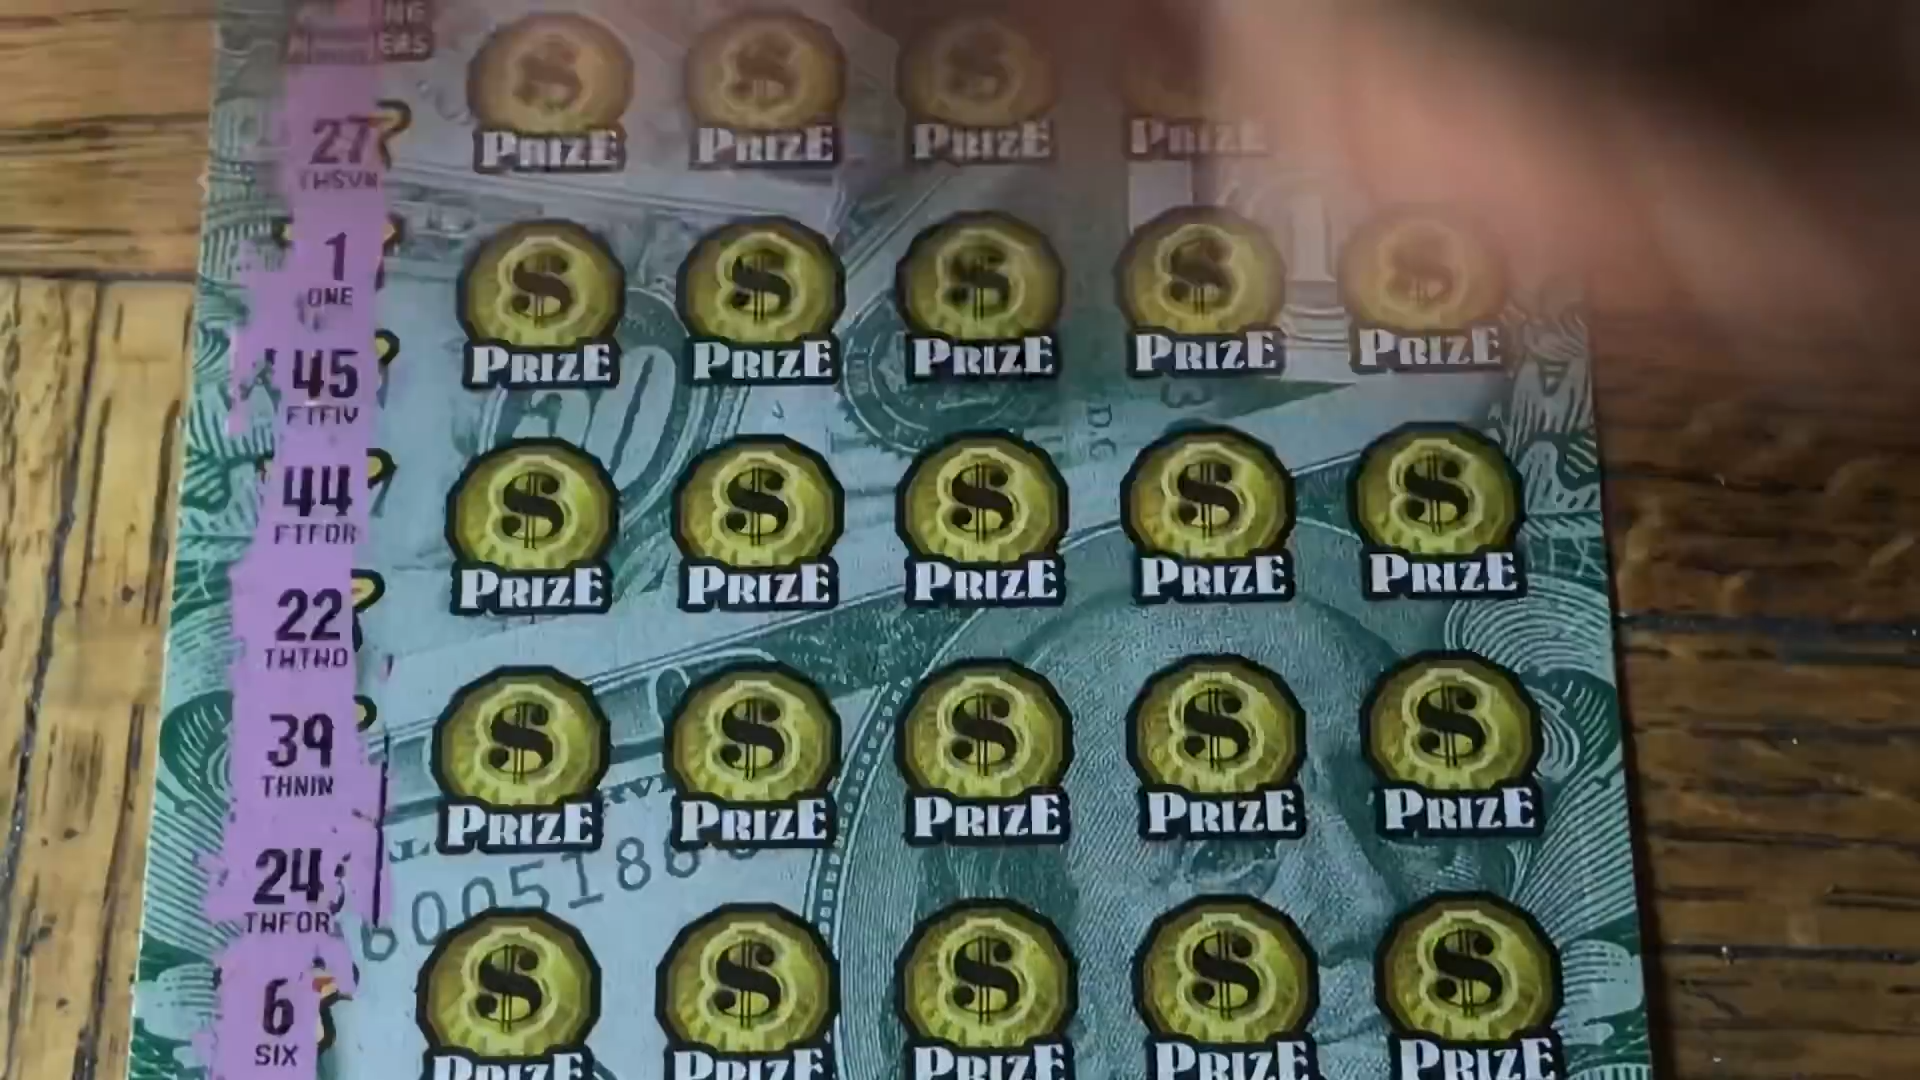 27 PRIZE PRIZE PRIZE PRIZE
THSVN
1
ONE PRIZE PRIZE PRIZE PRIZE PRIZE
45
FTFIV
44
FTFOR PRIZE PRIZE PRIZE PRIZE PRIZE
22
TWTWO
39
THNIN PRIZE PRIZE PRIZE PRIZE PRIZE
24
TWFOR
6
SIX PRIZE PRIZE PRIZE PRIZE PRIZE